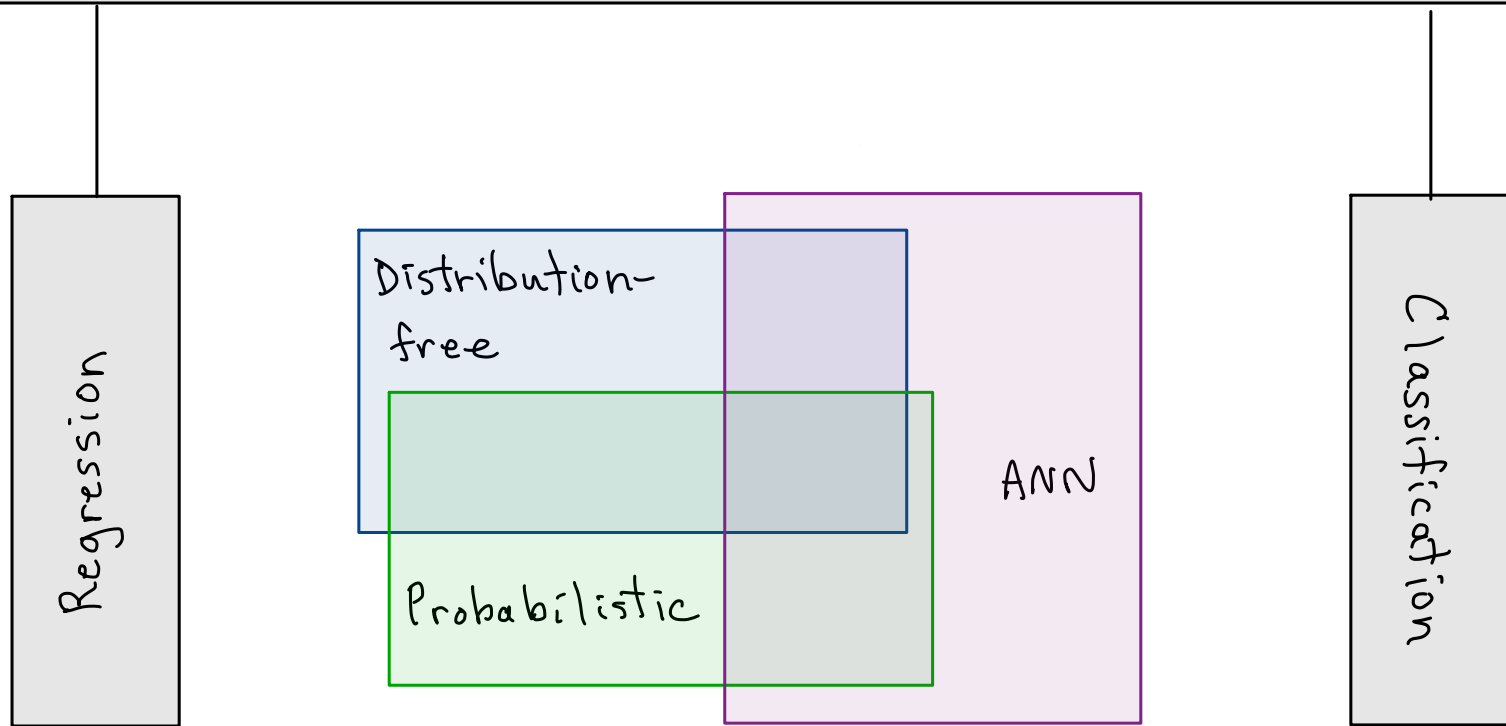 Regression
Distribution-
free
Probabilistic
ANN
Classification